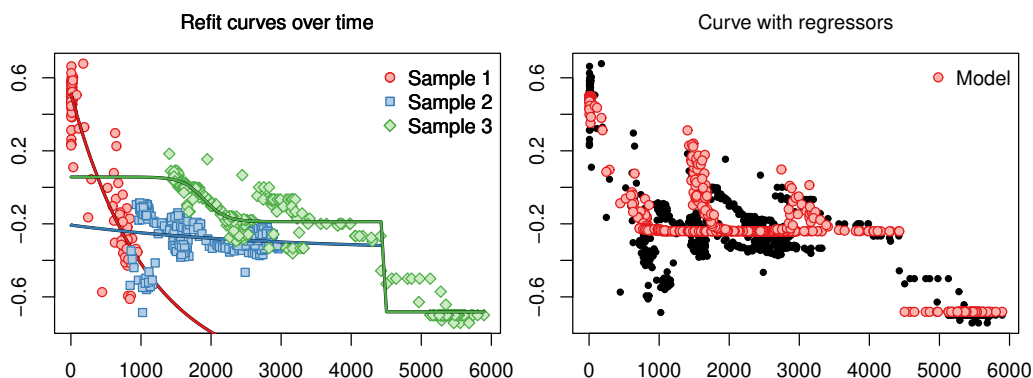 Refit curves over time
0.6
0.2
−0.2
−0.6
Sample 1
Sample 2
Sample 3
0 1000 2000 3000 4000 5000 6000
Curve with regressors
0.6
0.2
−0.2
−0.6
Model
0 1000 2000 3000 4000 5000 6000